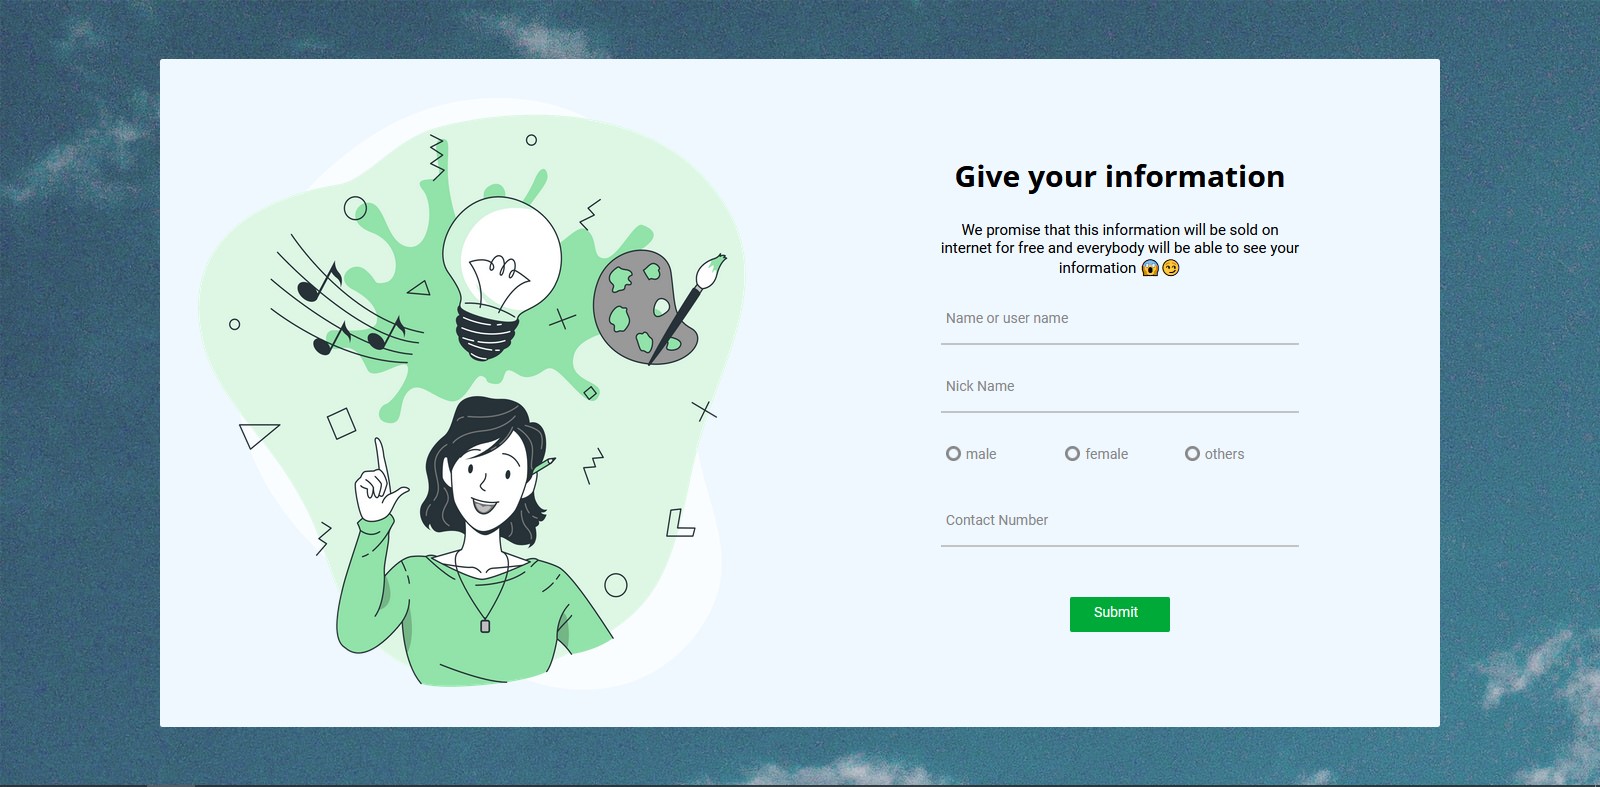 Give your information
We promise that this information will be sold on
internet for free and everybody will be able to see your
information 😱😏
Name or user name
Nick Name
male female others
Contact Number
Submit